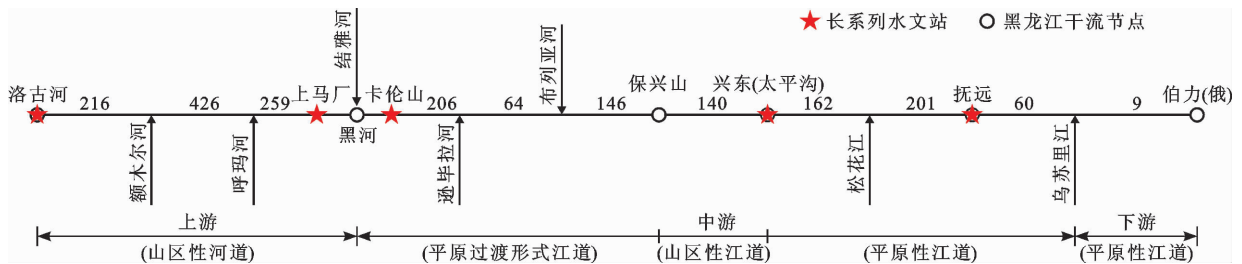 长系列水文站
黑龙江干流节点
结雅河
布列亚河
洛古河
上马厂
卡伦山
保兴山
兴东(太平沟)
抚远
伯力(俄)
216
426
259
206
64
146
140
162
201
60
9
黑河
额木尔河
呼玛河
逊毕拉河
松花江
乌苏里江
上游
中游
下游
(山区性河道)
(平原过渡形式江道)
(山区性江道)
(平原性江道)
(平原性江道)